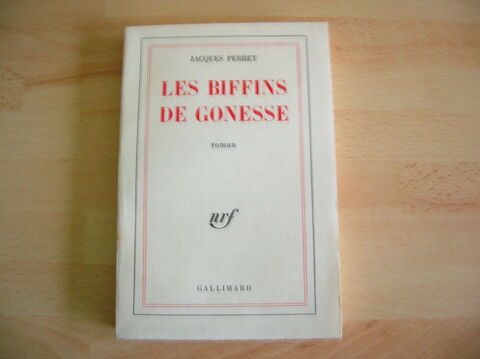 JACQUES PERRET
LES BIFFINS
DE GONESSE
roman
nrf
GALLIMARD